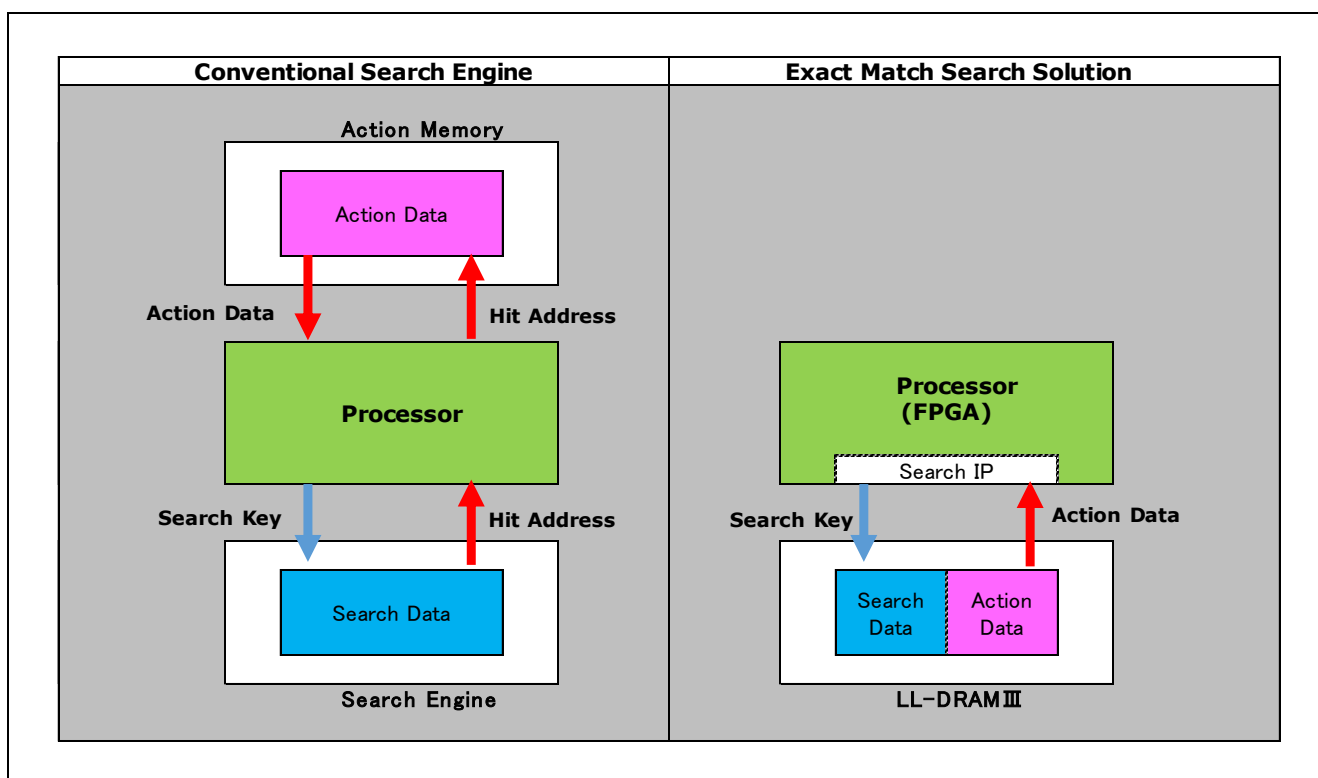 Conventional Search Engine
Action Memory
Action Data
Action Data
Hit Address
Processor
Search Key
Hit Address
Search Data
Search Engine
Exact Match Search Solution
Processor
(FPGA)
Search IP
Search Key
Action Data
Search
Data
Action
Data
LL-DRAMⅢ